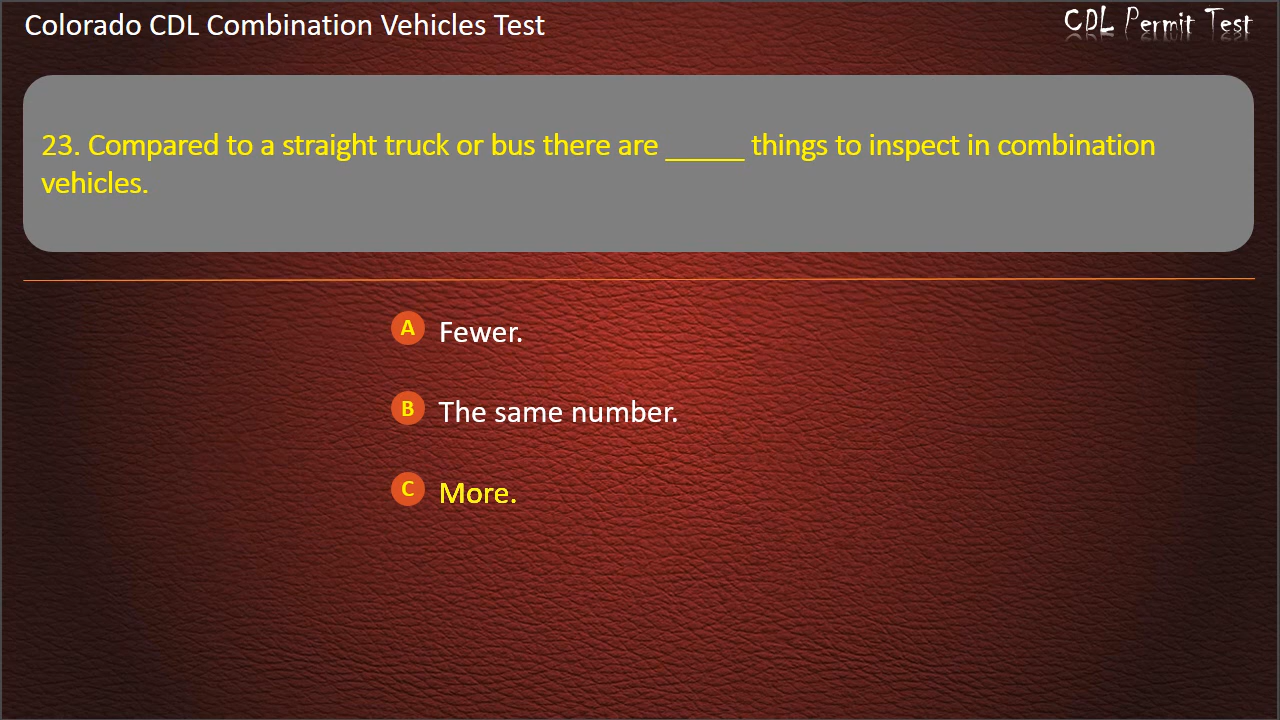 Colorado CDL Combination Vehicles Test
CDL Permit Test
23. Compared to a straight truck or bus there are _____ things to inspect in combination
vehicles.
A Fewer.
B The same number.
C More.